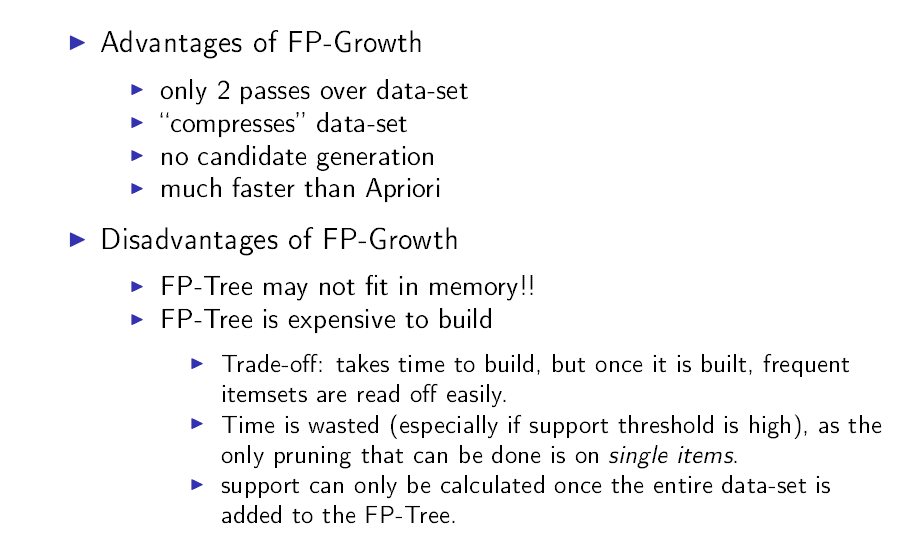 Advantages of FP-Growth
only 2 passes over data-set
“compresses” data-set
no candidate generation
much faster than Apriori
Disadvantages of FP-Growth
FP-Tree may not fit in memory!!
FP-Tree is expensive to build
Trade-off: takes time to build, but once it is built, frequent
itemsets are read off easily.
Time is wasted (especially if support threshold is high), as the
only pruning that can be done is on single items.
support can only be calculated once the entire data-set is
added to the FP-Tree.